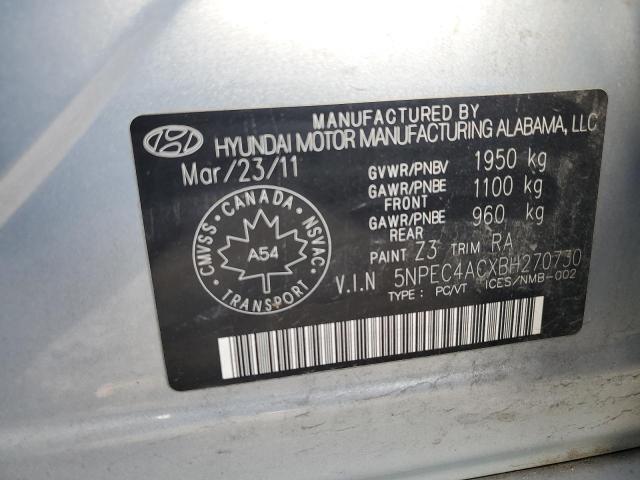 MANUFACTURED BY
HYUNDAI MOTOR MANUFACTURING ALABAMA, LLC
Mar/23/11
GVWR/PNBV 1950 kg
GAWR/PNBE FRONT 1100 kg
GAWR/PNBE REAR 960 kg
PAINT Z3 TRIM RA
V.I.N 5NPEC4ACXBH270730
TYPE : PC/VT ICES/NMB-002
CANADA
CMVSS
NSVAC
A54
TRANSPORT